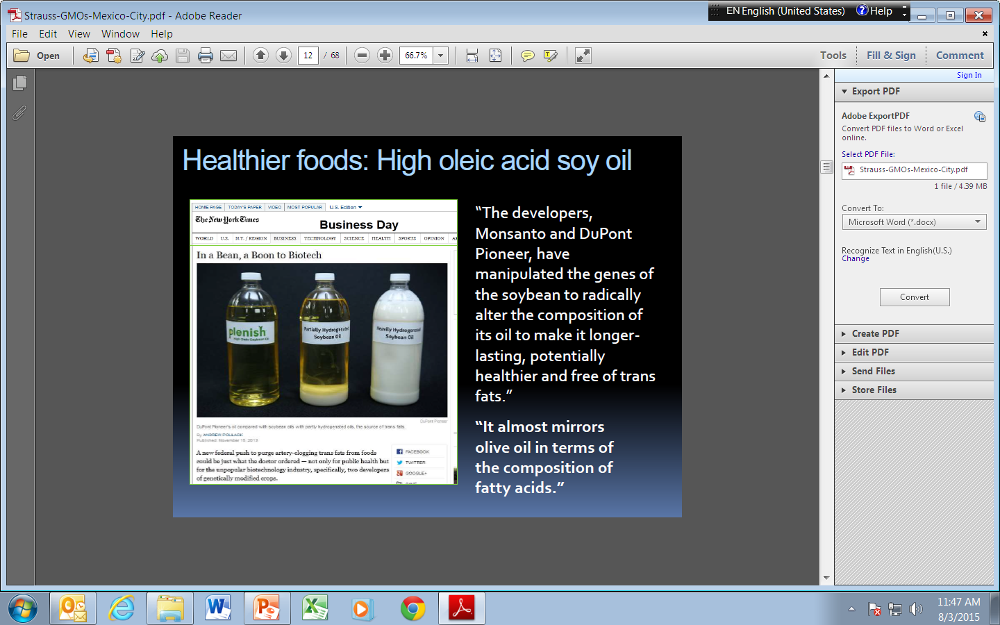 Strauss-GMOs-Mexico-City.pdf - Adobe Reader
EN English (United States) Help
File Edit View Window Help
Open 12 / 68 66.7% Tools Fill & Sign Comment
Sign In
Export PDF
Adobe ExportPDF
Convert PDF files to Word or Excel
online.
Select PDF File:
Strauss-GMOs-Mexico-City.pdf
1 file / 4.39 MB
Convert To:
Microsoft Word (*.docx)
Recognize Text in English(U.S.)
Change
Convert
Create PDF
Edit PDF
Send Files
Store Files
Healthier foods: High oleic acid soy oil
HOME PAGE TODAY'S PAPER VIDEO MOST POPULAR U.S. Edition
The New York Times
Business Day
WORLD U.S. N.Y. / REGION BUSINESS TECHNOLOGY SCIENCE HEALTH SPORTS OPINION
In a Bean, a Boon to Biotech
plenish
High Oleic Soybean Oil
Partially Hydrogenated
Soybean Oil
Heavily Hydrogenated
Soybean Oil
DuPont Pioneer
DuPont Pioneer's oil compared with soybean oils with partly hydrogenated oils, the source of trans fats.
By ANDREW POLLACK
Published: November 15, 2013
A new federal push to purge artery-clogging trans fats from foods
could be just what the doctor ordered — not only for public health but
for the unpopular biotechnology industry, specifically, two developers
of genetically modified crops.
FACEBOOK
TWITTER
GOOGLE+
“The developers,
Monsanto and DuPont
Pioneer, have
manipulated the genes of
the soybean to radically
alter the composition of
its oil to make it longer-
lasting, potentially
healthier and free of trans
fats.”
“It almost mirrors
olive oil in terms of
the composition of
fatty acids.”
11:47 AM
8/3/2015